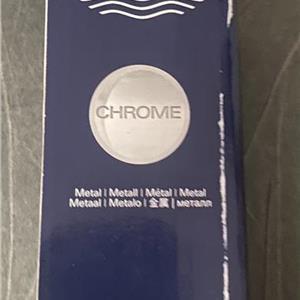 CHROME
Metal | Metall | Métal | Metal
Metaal | Metalo | 金属 | металл